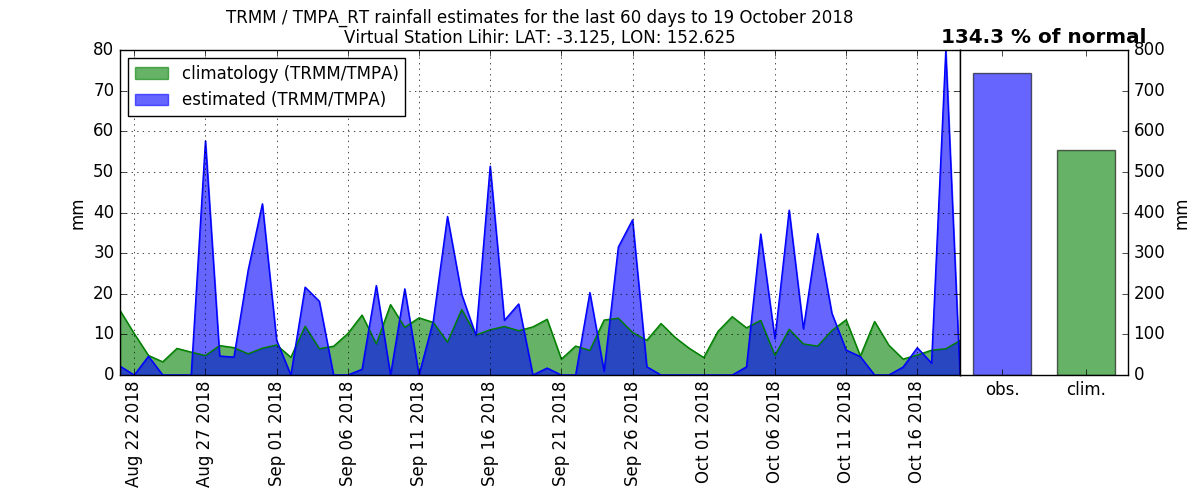 TRMM / TMPA_RT rainfall estimates for the last 60 days to 19 October 2018
Virtual Station Lihir: LAT: -3.125, LON: 152.625
134.3 % of normal
climatology (TRMM/TMPA)
estimated (TRMM/TMPA)
mm
80
70
60
50
40
30
20
10
0
Aug 22 2018
Aug 27 2018
Sep 01 2018
Sep 06 2018
Sep 11 2018
Sep 16 2018
Sep 21 2018
Sep 26 2018
Oct 01 2018
Oct 06 2018
Oct 11 2018
Oct 16 2018
obs.
clim.
800
700
600
500
400
300
200
100
0
mm